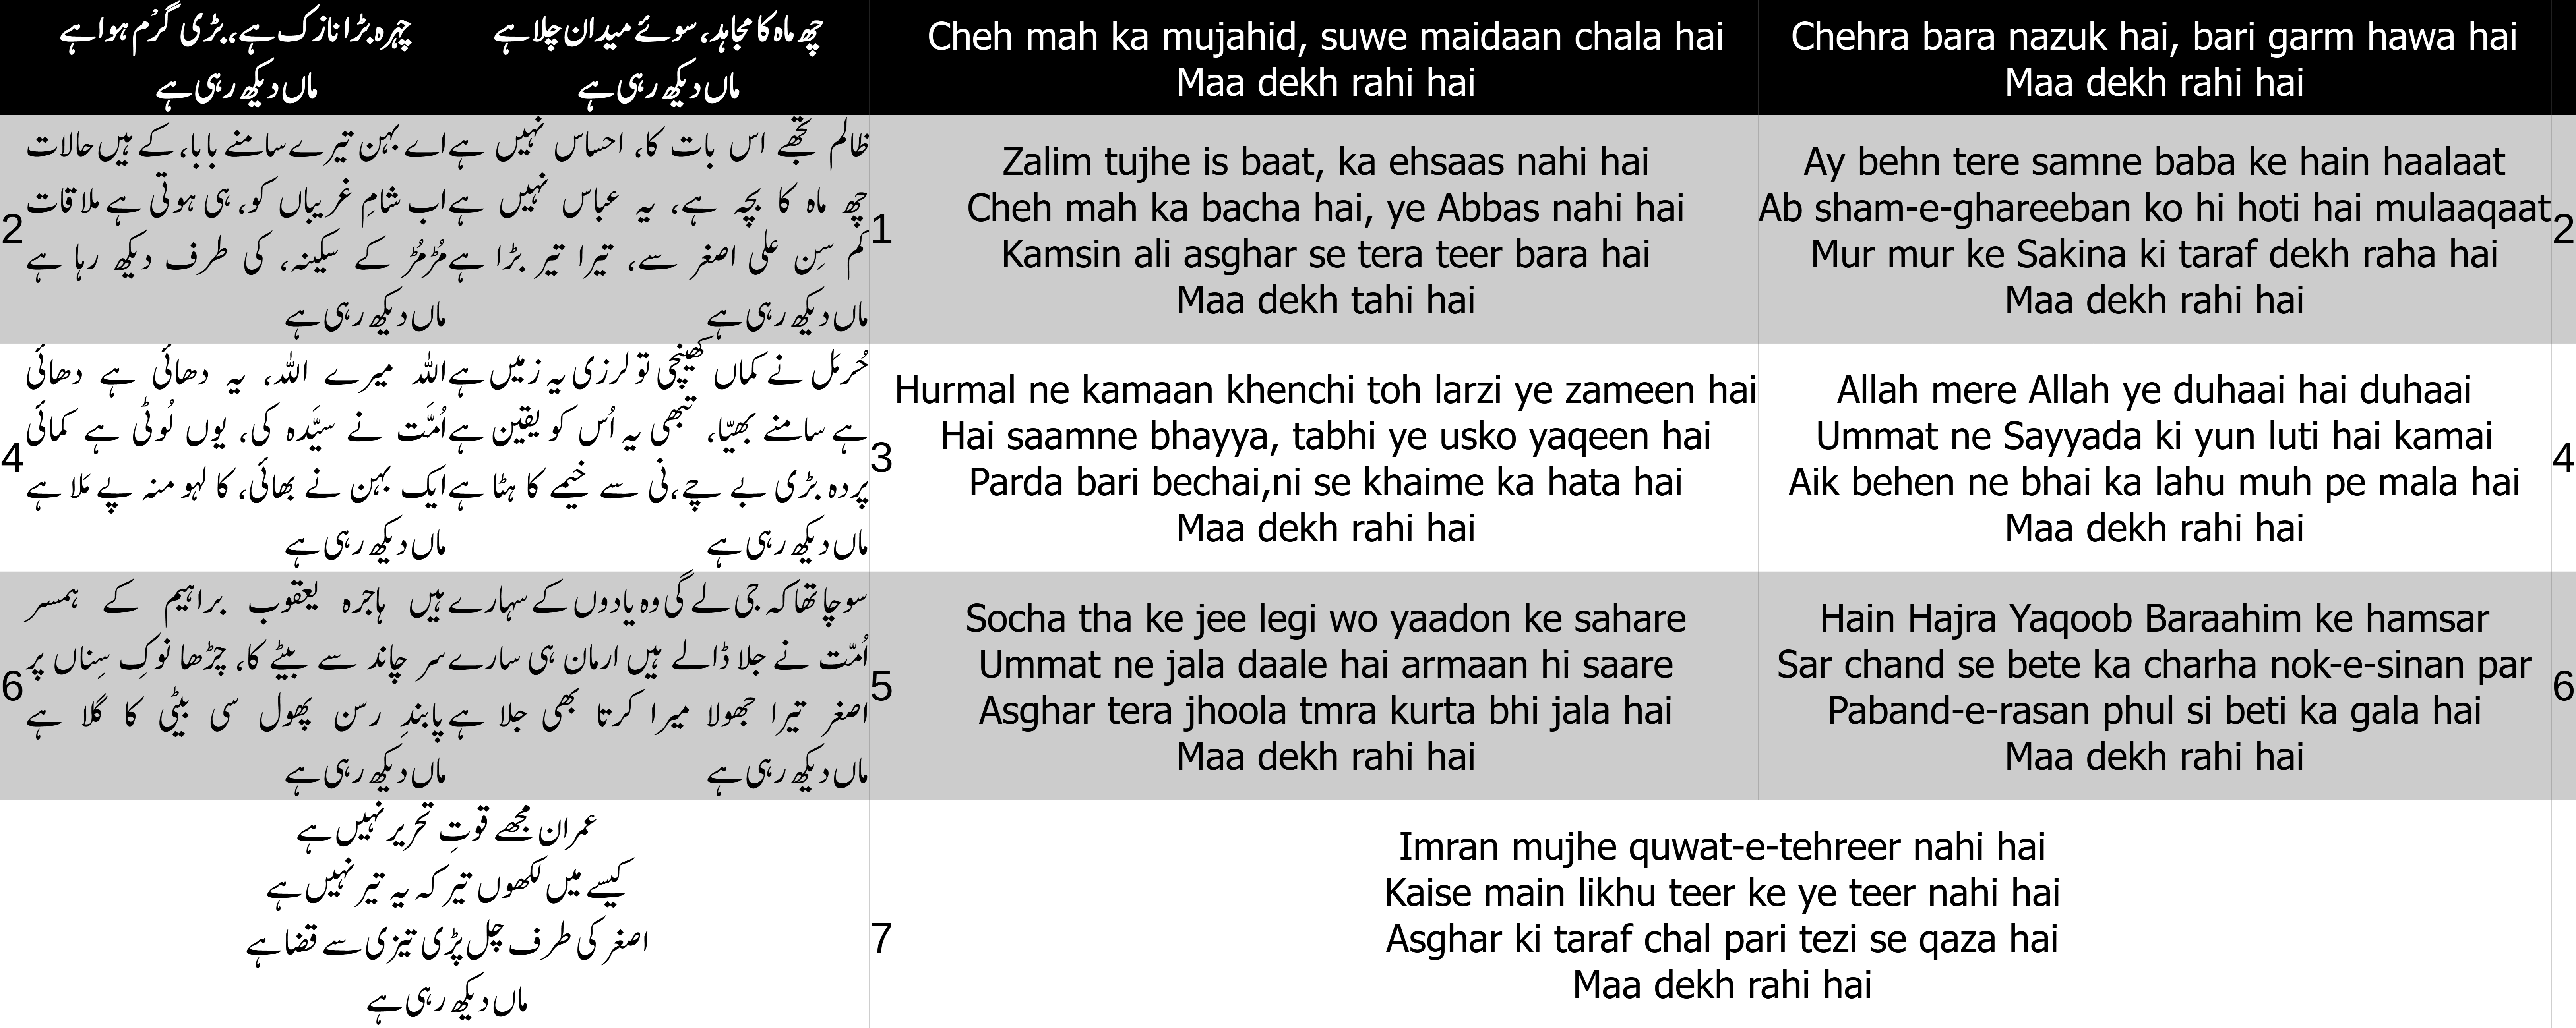 چھ ماہ کا مجاہد، سوئے میدان چلا ہے
ماں دیکھ رہی ہے
چہرہ بڑا نازک ہے، بڑی گرْم ہوا ہے
ماں دیکھ رہی ہے
Cheh mah ka mujahid, suwe maidaan chala hai
Maa dekh rahi hai
Chehra bara nazuk hai, bari garm hawa hai
Maa dekh rahi hai
1
ظالم تجھے اس بات کا، احساس نہیں ہے
چھ ماہ کا بچہ ہے، یہ عباس نہیں ہے
کم سِن علی اصغر سے، تیرا تیر بڑا ہے
ماں دیکھ رہی ہے
2
اے بہن تیرے سامنے بابا، کے ہیں حالات
اب شامِ غریباں کو، ہی ہوتی ہے ملاقات
مُڑمُڑ کے سکینہ، کی طرف دیکھ رہا ہے
ماں دیکھ رہی ہے
Zalim tujhe is baat, ka ehsaas nahi hai
Cheh mah ka bacha hai, ye Abbas nahi hai
Kamsin ali asghar se tera teer bara hai
Maa dekh tahi hai
Ay behn tere samne baba ke hain haalaat
Ab sham-e-ghareeban ko hi hoti hai mulaaqaat
Mur mur ke Sakina ki taraf dekh raha hai
Maa dekh rahi hai
2
3
حُرمَل نے کماں کھینچی تو لرزی یہ زمیں ہے
ہے سامنے بھیّا، تبھی یہ اُس کو یقین ہے
پردہ بڑی بے چے،نی سے خیمے کا ہٹا ہے
ماں دیکھ رہی ہے
4
اللہ میرے اللہ، یہ دھائی ہے دھائی
اُمَّت نے سیَّدہ کی، یوں لُوٹی ہے کمائی
ایک بہن نے بھائی، کا لہو منہ پے مَلا ہے
ماں دیکھ رہی ہے
Hurmal ne kamaan khenchi toh larzi ye zameen hai
Hai saamne bhayya, tabhi ye usko yaqeen hai
Parda bari bechai,ni se khaime ka hata hai
Maa dekh rahi hai
Allah mere Allah ye duhaai hai duhaai
Ummat ne Sayyada ki yun luti hai kamai
Aik behen ne bhai ka lahu muh pe mala hai
Maa dekh rahi hai
4
5
سوچا تھا کہ جی لے گی وہ یادوں کے سہارے
اُمّت نے جلا ڈالے ہیں ارمان ہی سارے
اصغر تیرا جھولا میرا کرتا بھی جلا ہے
ماں دیکھ رہی ہے
6
ہیں ہاجرہ یعقوب براہیم کے ہمسر
سر چاند سے بیٹے کا، چڑھا نوکِ سِناں پر
پابندِ رسن پھول سی بیٹی کا گلا ہے
ماں دیکھ رہی ہے
Socha tha ke jee legi wo yaadon ke sahare
Ummat ne jala daale hai armaan hi saare
Asghar tera jhoola tmra kurta bhi jala hai
Maa dekh rahi hai
Hain Hajra Yaqoob Baraahim ke hamsar
Sar chand se bete ka charha nok-e-sinan par
Paband-e-rasan phul si beti ka gala hai
Maa dekh rahi hai
6
7
عمران مجھے قوتِ تحریر نہیں ہے
کیسے میں لکھوں تیر کہ یہ تیر نہیں ہے
اصغر کی طرف چل پڑی تیزی سے قضا ہے
ماں دیکھ رہی ہے
Imran mujhe quwat-e-tehreer nahi hai
Kaise main likhu teer ke ye teer nahi hai
Asghar ki taraf chal pari tezi se qaza hai
Maa dekh rahi hai